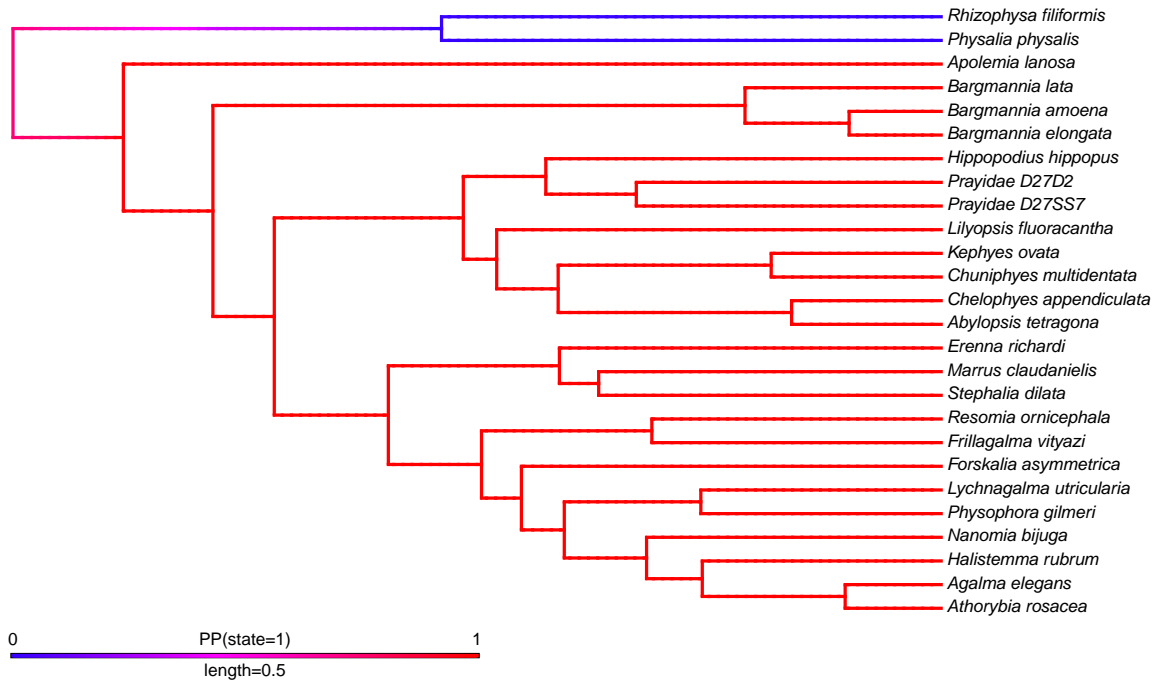 Rhizophysa filiformis
Physalia physalis
Apolemia lanosa
Bargmannia lata
Bargmannia amoena
Bargmannia elongata
Hippopodius hippopus
Prayidae D27D2
Prayidae D27SS7
Lilyopsis fluoracantha
Kephyes ovata
Chuniphyes multidentata
Chelophyes appendiculata
Abylopsis tetragona
Erenna richardi
Marrus claudanielis
Stephalia dilata
Resomia ornicephala
Frillagalma vityazi
Forskalia asymmetrica
Lychnagalma utricularia
Physophora gilmeri
Nanomia bijuga
Halistemma rubrum
Agalma elegans
Athorybia rosacea
0 PP(state=1) 1
length=0.5